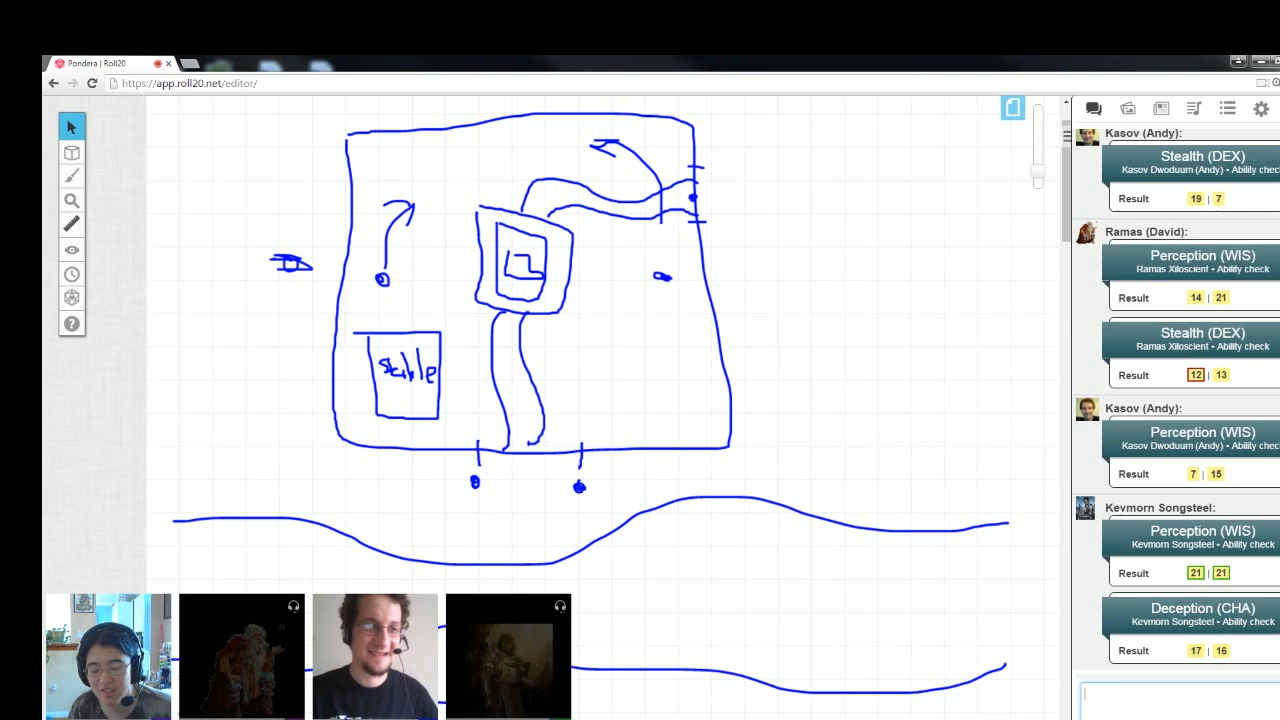 Pondera | Roll20
https://app.roll20.net/editor/
stable
Kasov (Andy):
Stealth (DEX)
Kasov Dwoduum (Andy) • Ability check
Result 19 | 7
Ramas (David):
Perception (WIS)
Ramas Xiloscient • Ability check
Result 14 | 21
Stealth (DEX)
Ramas Xiloscient • Ability check
Result 12 | 13
Kasov (Andy):
Perception (WIS)
Kasov Dwoduum (Andy) • Ability check
Result 7 | 15
Kevmorn Songsteel:
Perception (WIS)
Kevmorn Songsteel • Ability check
Result 21 | 21
Deception (CHA)
Kevmorn Songsteel • Ability check
Result 17 | 16